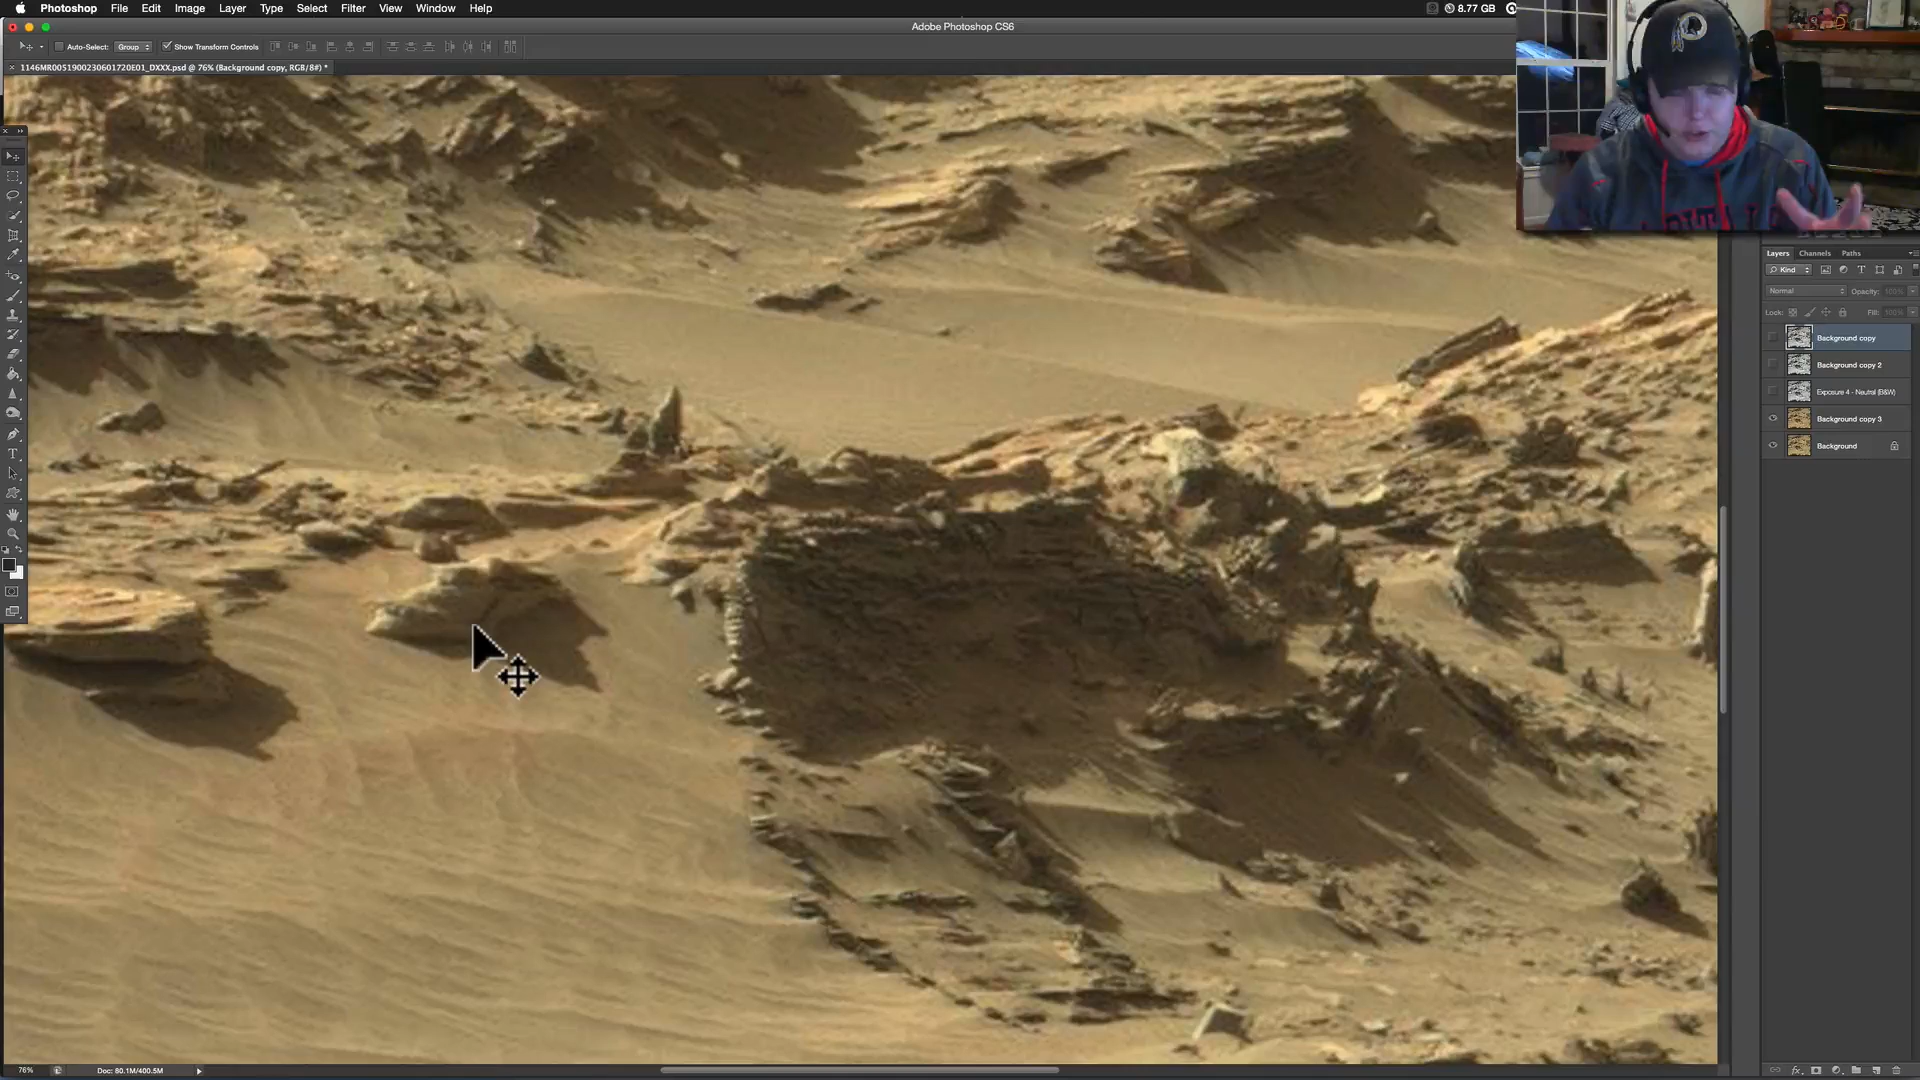 Photoshop File Edit Image Layer Type Select Filter View Window Help 8.77 GB
Adobe Photoshop CS6
Auto-Select: Group Show Transform Controls
1146MR0051900230601720E01_DXXX.psd @ 76% (Background copy, RGB/8#) *
Layers Channels Paths
Kind
Normal Opacity: 100%
Lock: Fill: 100%
Background copy
Background copy 2
Exposure 4 - Neutral (B&W)
Background copy 3
Background
76% Doc: 80.1M/400.5M